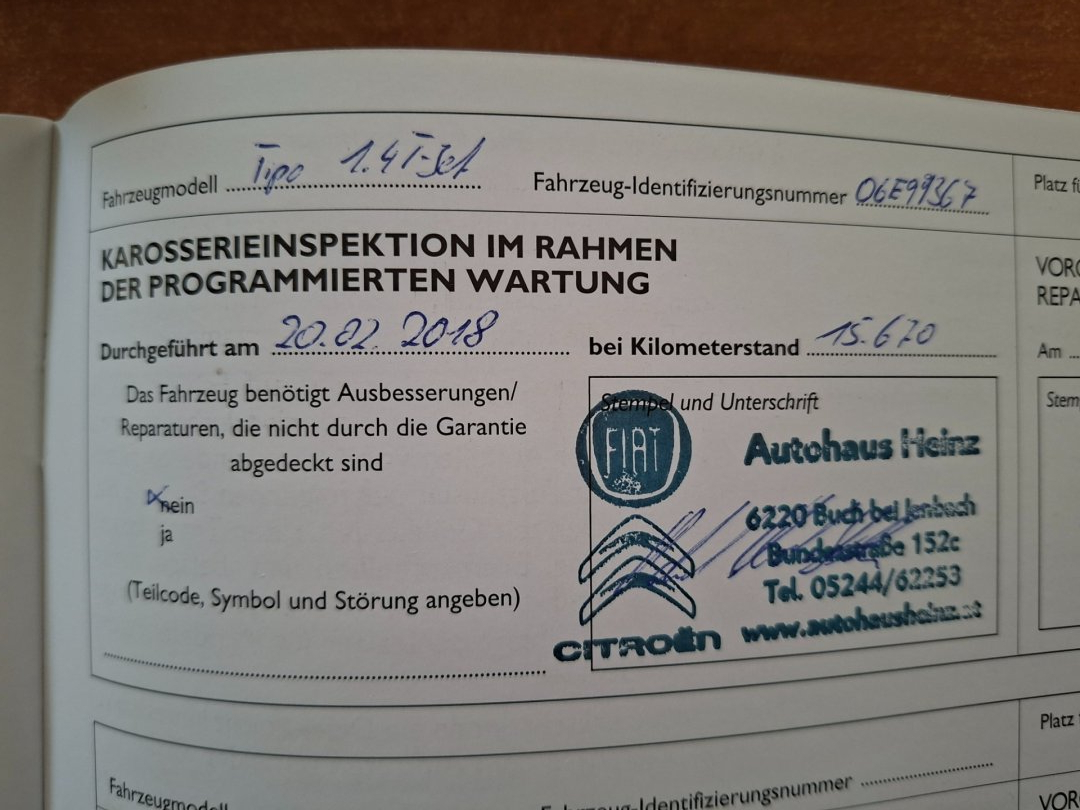 Fahrzeugmodell Tipo 1.4 T-Jet Fahrzeug-Identifizierungsnummer 06E99367
Platz f
KAROSSERIEINSPEKTION IM RAHMEN
DER PROGRAMMIERTEN WARTUNG
VORG
REPA
Durchgeführt am 20.02.2018 bei Kilometerstand 15.670
Am
Das Fahrzeug benötigt Ausbesserungen/
Reparaturen, die nicht durch die Garantie
abgedeckt sind
nein
ja
(Teilcode, Symbol und Störung angeben)
Stempel und Unterschrift
Stem
FIAT
Autohaus Heinz
6220 Buch bei Jenbach
Bundesstraße 152c
Tel. 05244/62253
www.autohausheinz.at
CITROËN
Platz
Fahrzeugmodell Fahrzeug-Identifizierungsnummer
VOR